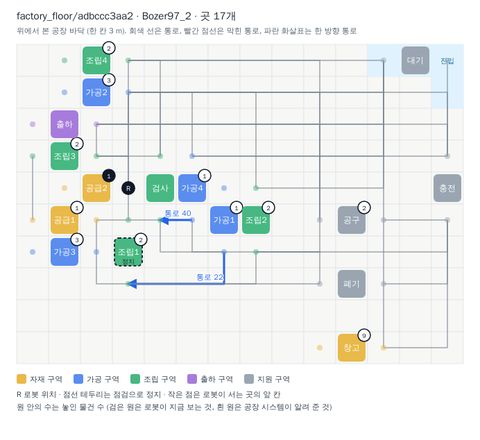 factory_floor/adbccc3aa2 · Bozer97_2 · 곳 17개
위에서 본 공장 바닥 (한 칸 3 m). 회색 선은 통로, 빨간 점선은 막힌 통로, 파란 화살표는 한 방향 통로
조립4 2
대기
진입
가공2 3
출하
조립3 2
공급2 1
R
검사
가공4 1
충전
공급1 1
통로 40
가공1 1
조립2 2
공구 2
가공3 3
조립1 2
정지
통로 22
폐기
창고 9
자재 구역
가공 구역
조립 구역
출하 구역
지원 구역
R 로봇 위치 · 점선 테두리는 점검으로 정지 · 작은 점은 로봇이 서는 곳의 앞 칸
원 안의 수는 놓인 물건 수 (검은 원은 로봇이 지금 보는 것, 흰 원은 공장 시스템이 알려 준 것)